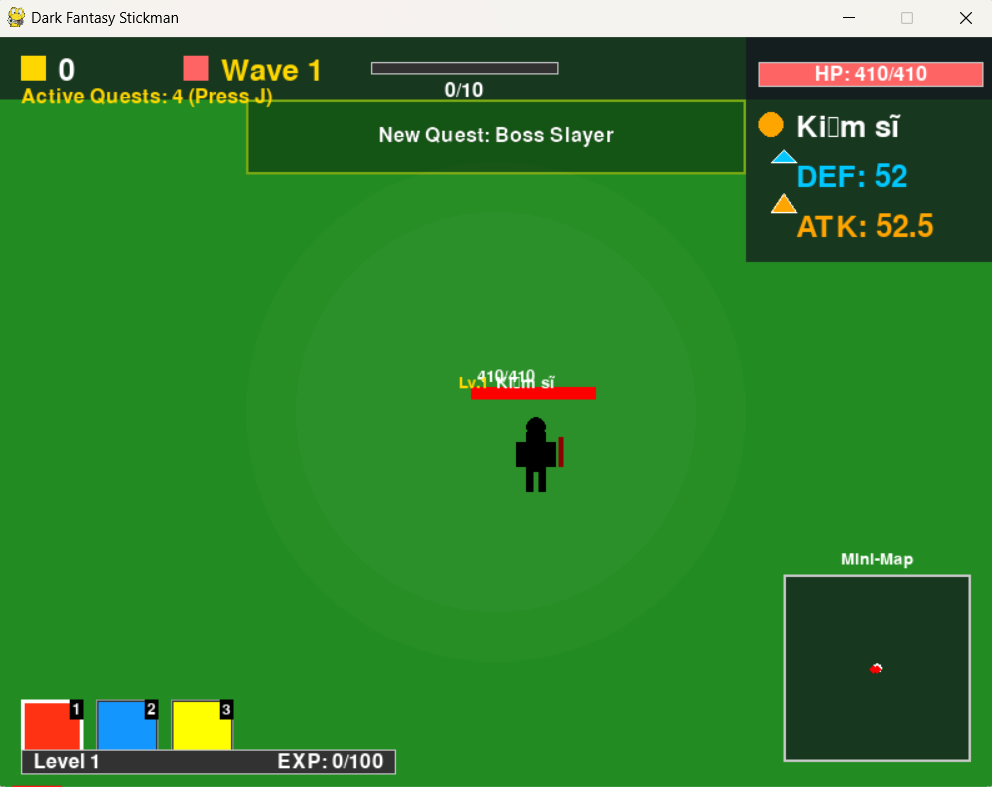 Dark Fantasy Stickman
0
Wave 1
0/10
HP: 410/410
Active Quests: 4 (Press J)
New Quest: Boss Slayer
Ki▯m sĩ
DEF: 52
ATK: 52.5
410/410
Lv.1 Ki▯m sĩ
Mini-Map
1
2
3
Level 1
EXP: 0/100